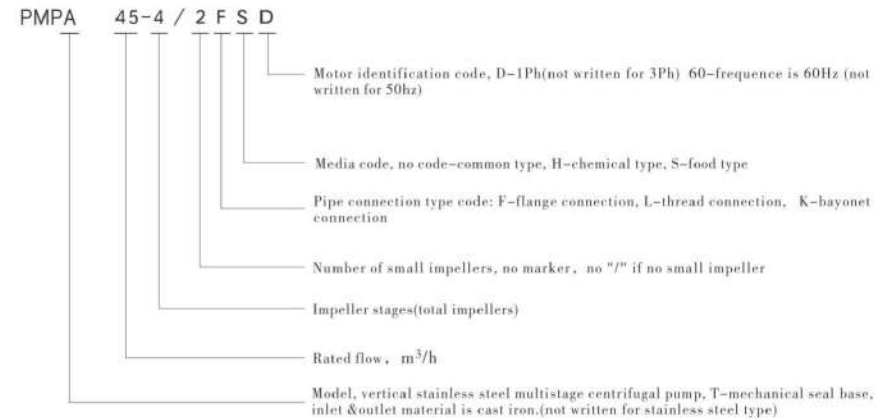 PMPA 45-4 / 2 F S D
Motor identification code, D-1Ph(not written for 3Ph) 60-frequence is 60Hz (not
written for 50hz)
Media code, no code-common type, H-chemical type, S-food type
Pipe connection type code: F-flange connection, L-thread connection, K-bayonet
connection
Number of small impellers, no marker, no "/" if no small impeller
Impeller stages(total impellers)
Rated flow, m³/h
Model, vertical stainless steel multistage centrifugal pump, T-mechanical seal base,
inlet &outlet material is cast iron.(not written for stainless steel type)